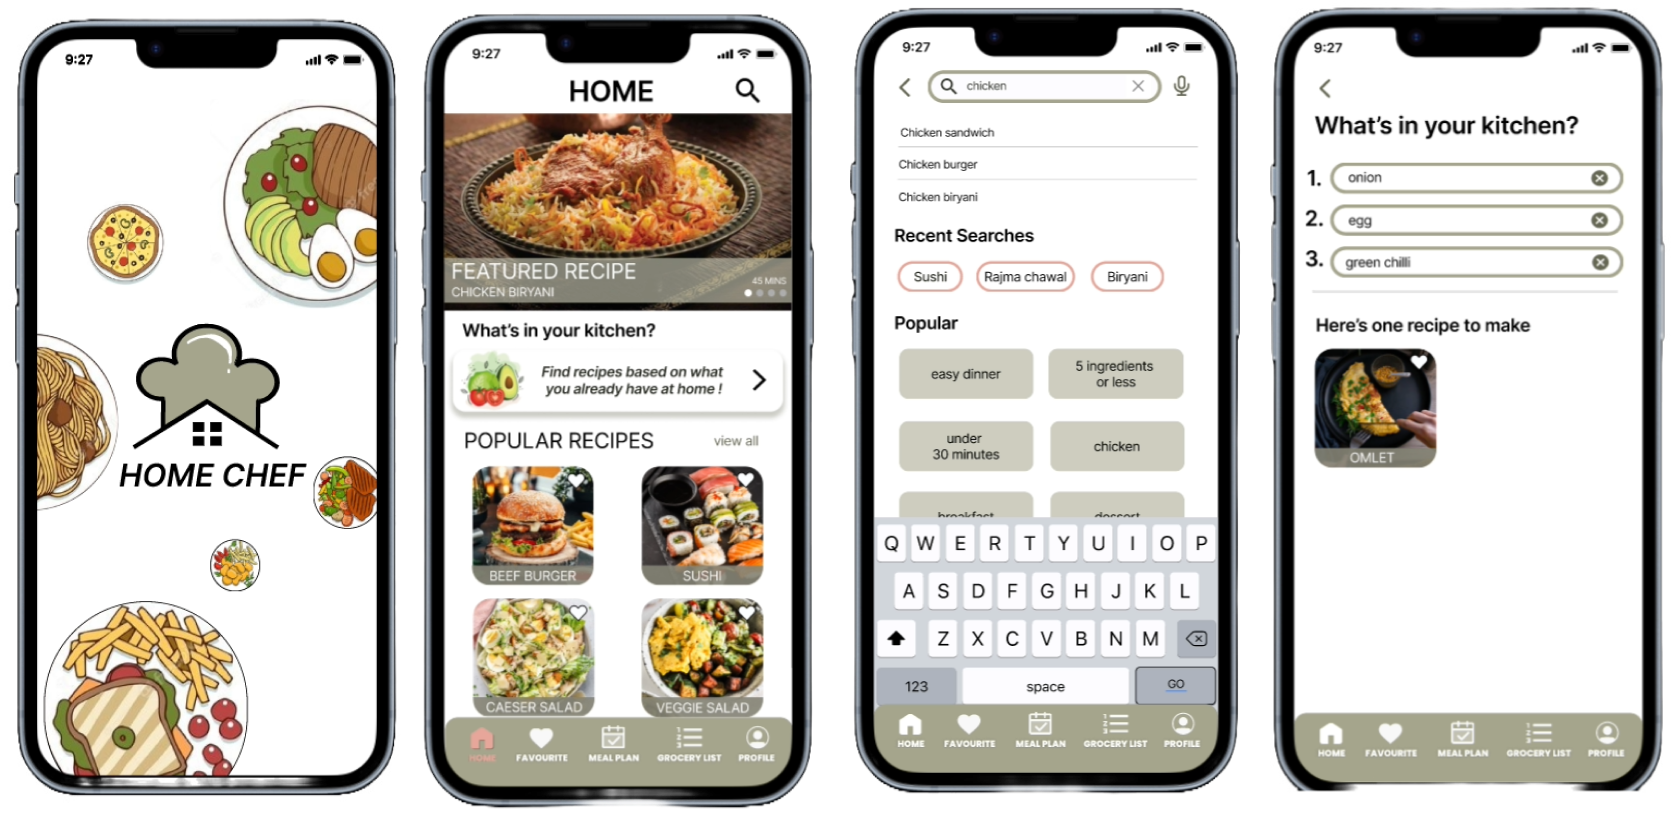 9:27
HOME CHEF
9:27
HOME
FEATURED RECIPE
CHICKEN BIRYANI
45 MINS
What's in your kitchen?
Find recipes based on what
you already have at home !
POPULAR RECIPES
view all
BEEF BURGER
SUSHI
CAESER SALAD
VEGGIE SALAD
HOME
FAVOURITE
MEAL PLAN
GROCERY LIST
PROFILE
9:27
chicken
Chicken sandwich
Chicken burger
Chicken biryani
Recent Searches
Sushi
Rajma chawal
Biryani
Popular
easy dinner
5 ingredients
or less
under
30 minutes
chicken
breakfast
dessert
Q W E R T Y U I O P
A S D F G H J K L
Z X C V B N M
123
space
GO
HOME
FAVOURITE
MEAL PLAN
GROCERY LIST
PROFILE
9:27
What's in your kitchen?
1. onion
2. egg
3. green chilli
Here's one recipe to make
OMLET
HOME
FAVOURITE
MEAL PLAN
GROCERY LIST
PROFILE